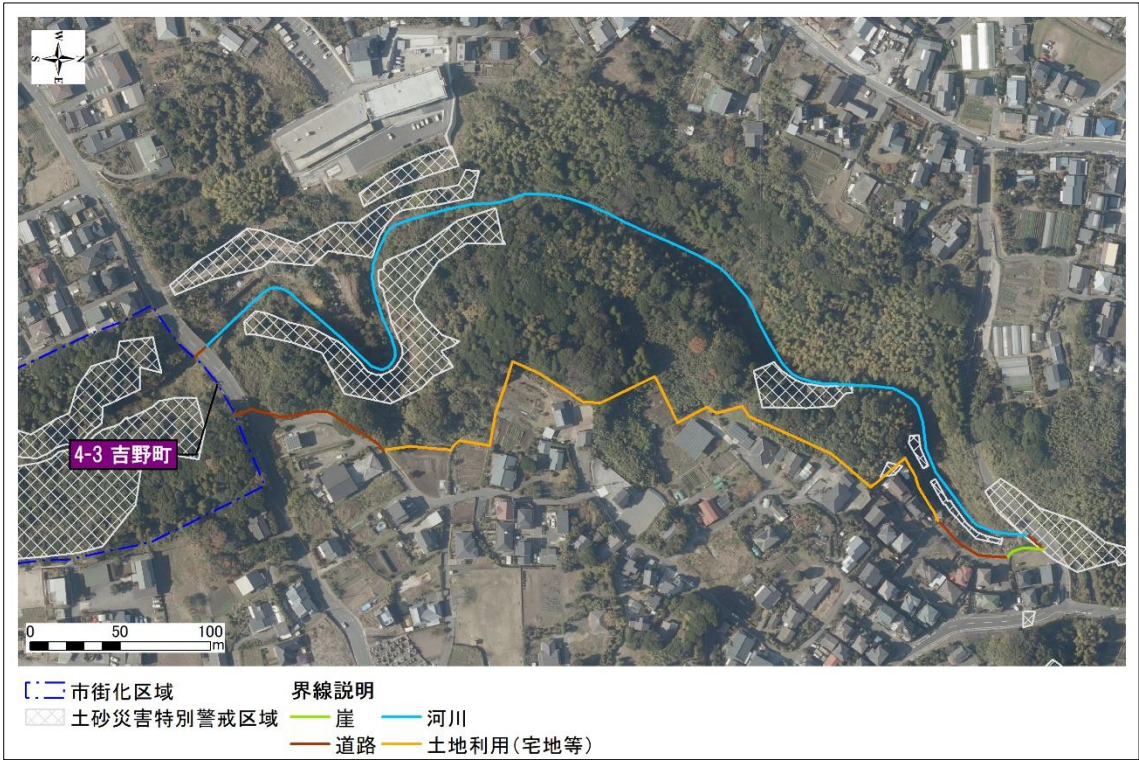 W
S N
E
4-3 吉野町
0 50 100
m
市街化区域
土砂災害特別警戒区域
界線説明
崖
河川
道路
土地利用(宅地等)